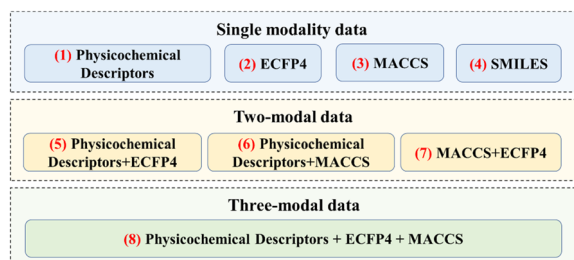 Single modality data
(1) Physicochemical
Descriptors
(2) ECFP4
(3) MACCS
(4) SMILES
Two-modal data
(5) Physicochemical
Descriptors+ECFP4
(6) Physicochemical
Descriptors+MACCS
(7) MACCS+ECFP4
Three-modal data
(8) Physicochemical Descriptors + ECFP4 + MACCS